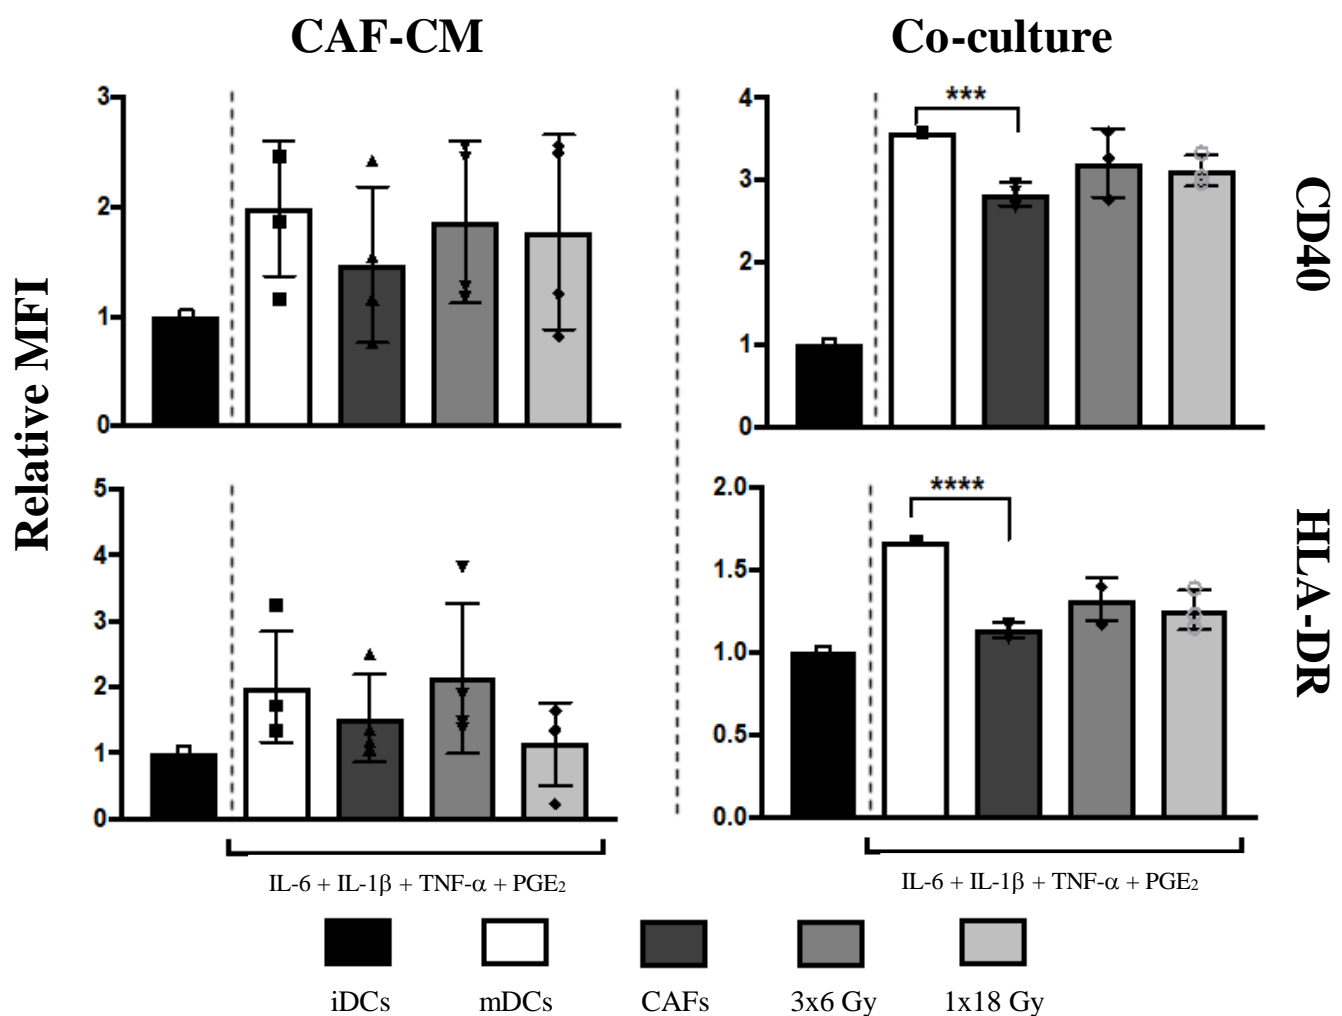 CAF-CM
Co-culture
Relative MFI
3
2
1
0
4
3
2
1
0
***
CD40
5
4
3
2
1
0
2.0
1.5
1.0
0.5
0.0
****
HLA-DR
IL-6 + IL-1β + TNF-α + PGE₂
IL-6 + IL-1β + TNF-α + PGE₂
iDCs
mDCs
CAFs
3x6 Gy
1x18 Gy